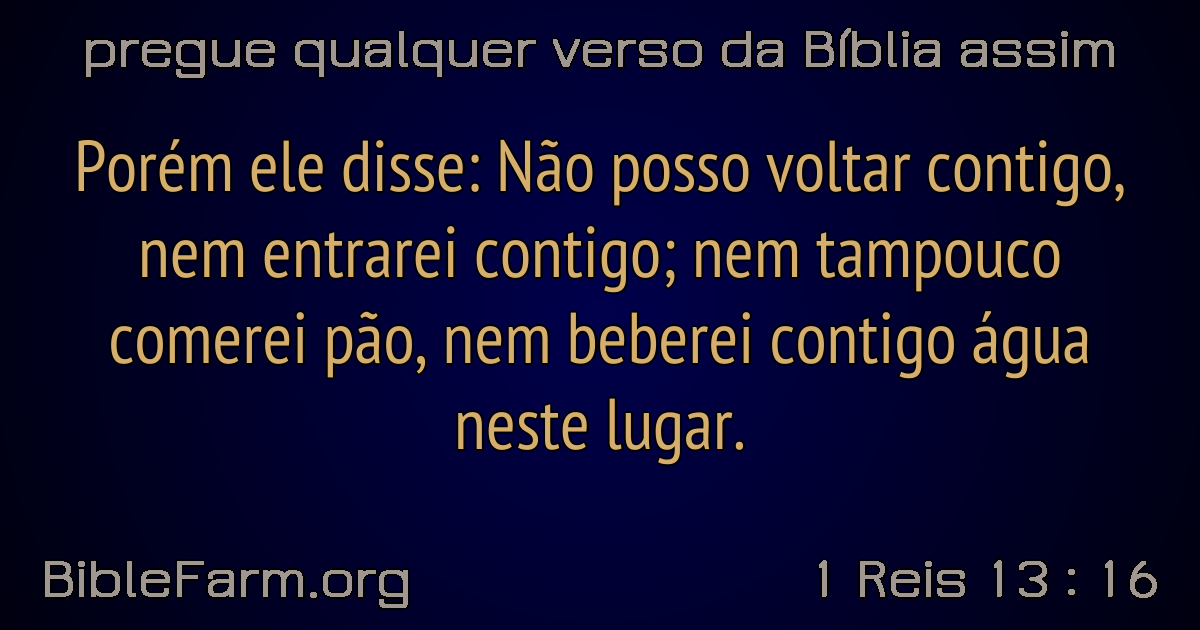 pregue qualquer verso da Bíblia assim
Porém ele disse: Não posso voltar contigo,
nem entrarei contigo; nem tampouco
comerei pão, nem beberei contigo água
neste lugar.
BibleFarm.org
1 Reis 13 : 16